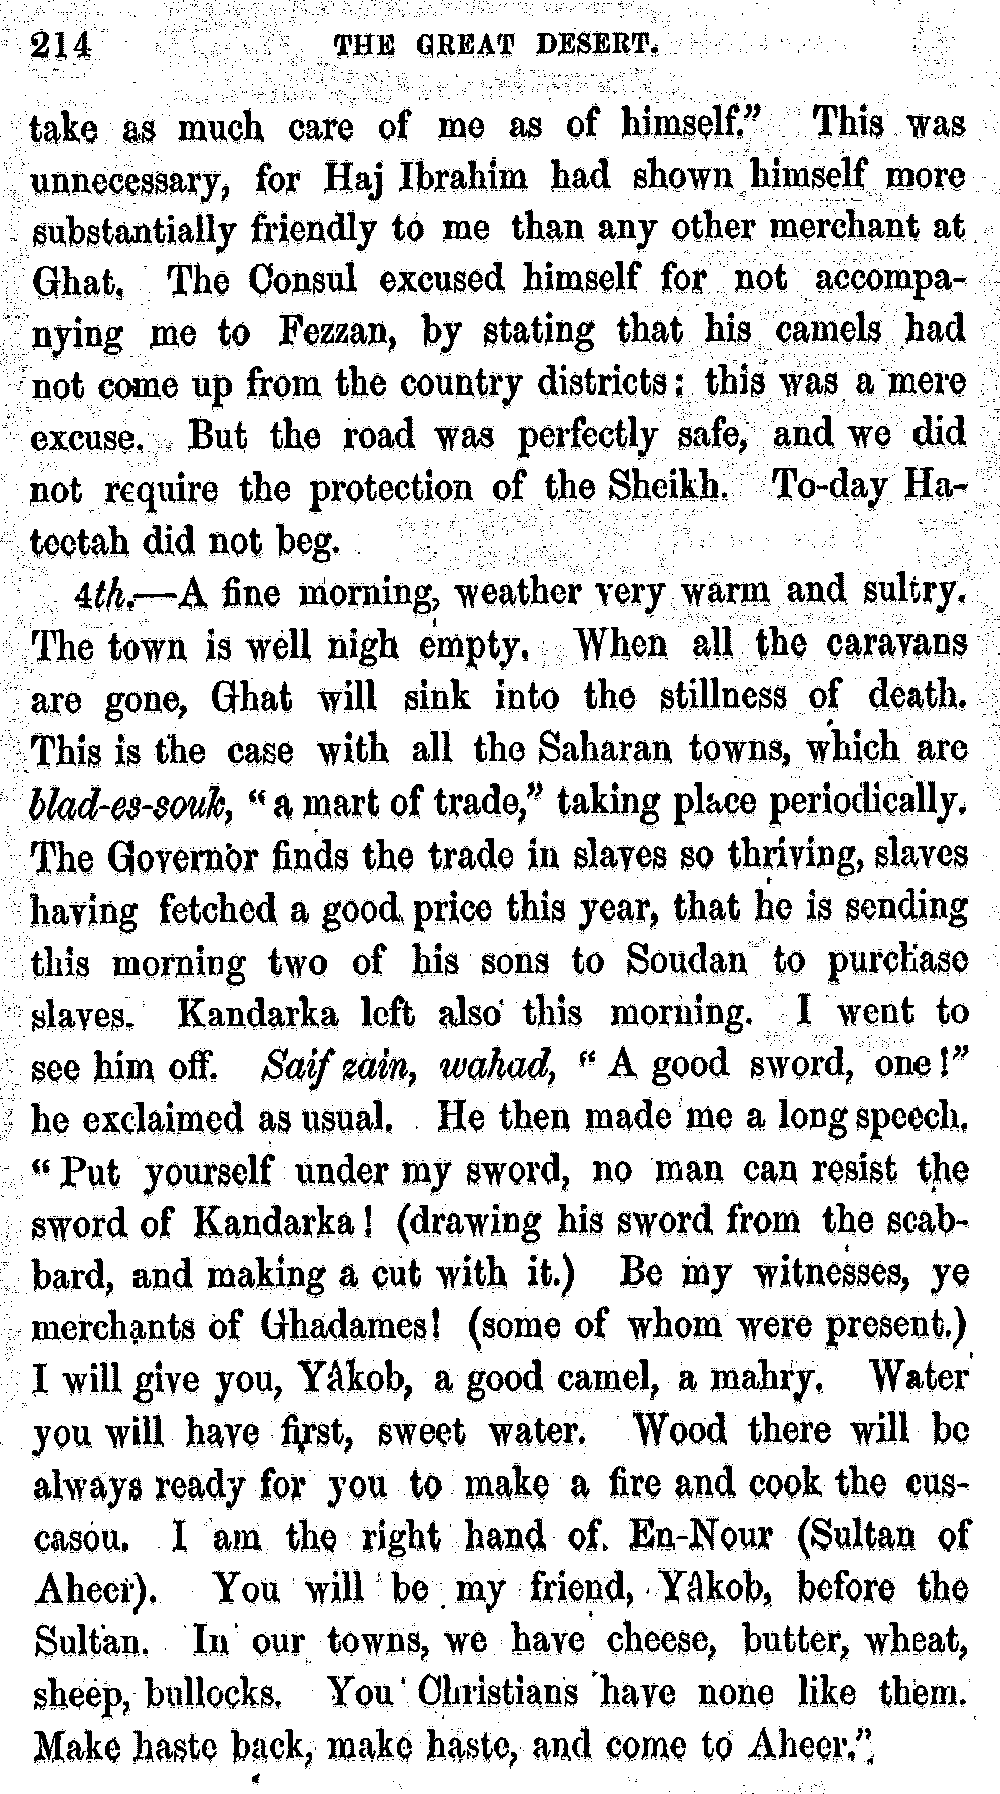 214 THE GREAT DESERT.
take as much care of me as of himself.” This was
unnecessary, for Haj Ibrahim had shown himself more
substantially friendly to me than any other merchant at
Ghat. The Consul excused himself for not accompa-
nying me to Fezzan, by stating that his camels had
not come up from the country districts: this was a mere
excuse. But the road was perfectly safe, and we did
not require the protection of the Sheikh. To-day Ha-
teetah did not beg.
4th.—A fine morning, weather very warm and sultry.
The town is well nigh empty. When all the caravans
are gone, Ghat will sink into the stillness of death.
This is the case with all the Saharan towns, which are
blad-es-souk, “a mart of trade,” taking place periodically.
The Governor finds the trade in slaves so thriving, slaves
having fetched a good price this year, that he is sending
this morning two of his sons to Soudan to purchase
slaves. Kandarka left also this morning. I went to
see him off. Saif zain, wahad, “A good sword, one!”
he exclaimed as usual. He then made me a long speech.
“Put yourself under my sword, no man can resist the
sword of Kandarka! (drawing his sword from the scab-
bard, and making a cut with it.) Be my witnesses, ye
merchants of Ghadames! (some of whom were present.)
I will give you, Yâkob, a good camel, a mahry. Water
you will have first, sweet water. Wood there will be
always ready for you to make a fire and cook the cus-
casou. I am the right hand of En-Nour (Sultan of
Aheer). You will be my friend, Yâkob, before the
Sultan. In our towns, we have cheese, butter, wheat,
sheep, bullocks. You Christians have none like them.
Make haste back, make haste, and come to Aheer.”